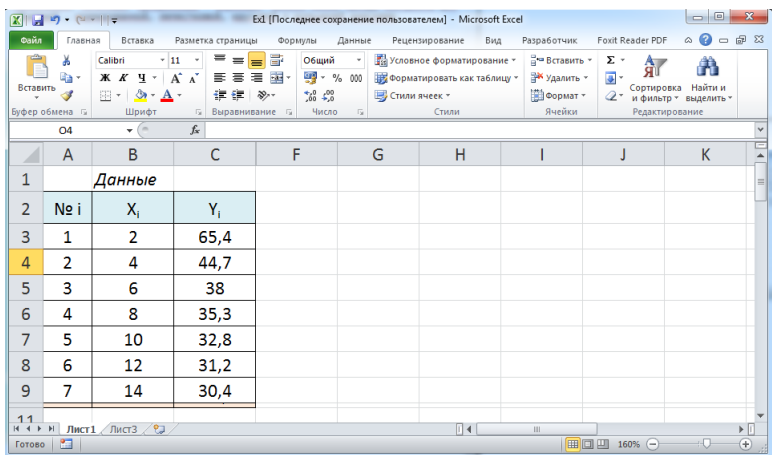 Ex1 [Последнее сохранение пользователем] - Microsoft Excel
Файл Главная Вставка Разметка страницы Формулы Данные Рецензирование Вид Разработчик Foxit Reader PDF
Calibri 11 Общий Условное форматирование Вставить Σ
Вставить Ж К Ч % 000 Форматировать как таблицу Удалить Сортировка и фильтр Найти и выделить
Стили ячеек Формат
Буфер обмена Шрифт Выравнивание Число Стили Ячейки Редактирование
O4 fx
A B C F G H I J K
1 Данные
2 № i Xi Yi
3 1 2 65,4
4 2 4 44,7
5 3 6 38
6 4 8 35,3
7 5 10 32,8
8 6 12 31,2
9 7 14 30,4
11
Лист1 Лист3
Готово 160%